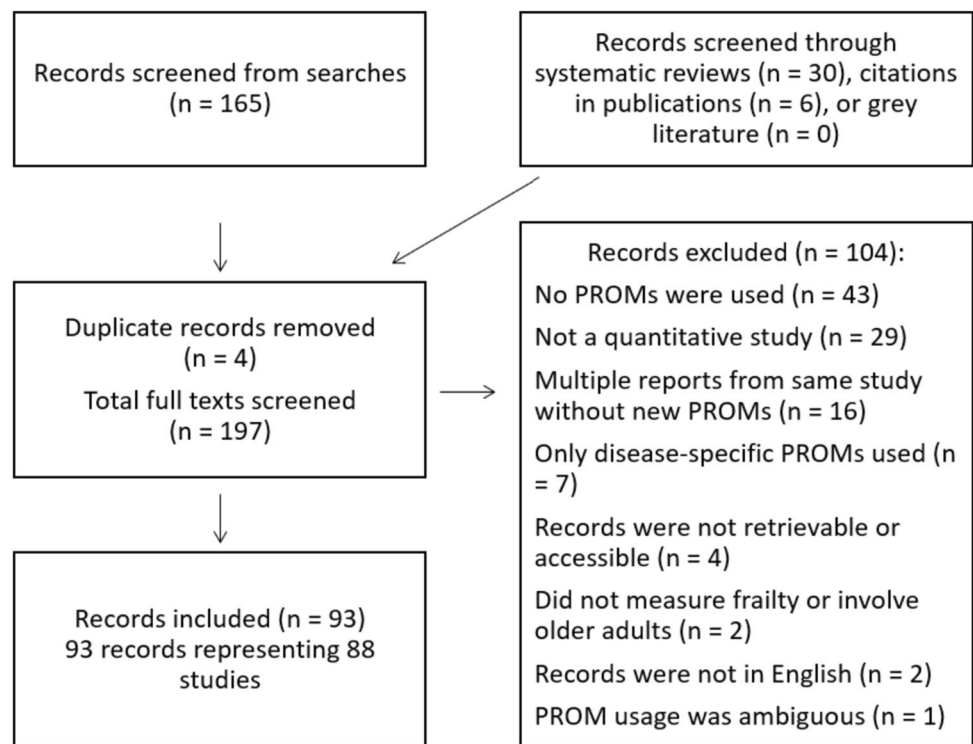 Records screened from searches
(n = 165)
Records screened through
systematic reviews (n = 30), citations
in publications (n = 6), or grey
literature (n = 0)
Duplicate records removed
(n = 4)
Total full texts screened
(n = 197)
Records excluded (n = 104):
No PROMs were used (n = 43)
Not a quantitative study (n = 29)
Multiple reports from same study
without new PROMs (n = 16)
Only disease-specific PROMs used (n
= 7)
Records were not retrievable or
accessible (n = 4)
Did not measure frailty or involve
older adults (n = 2)
Records were not in English (n = 2)
PROM usage was ambiguous (n = 1)
Records included (n = 93)
93 records representing 88
studies